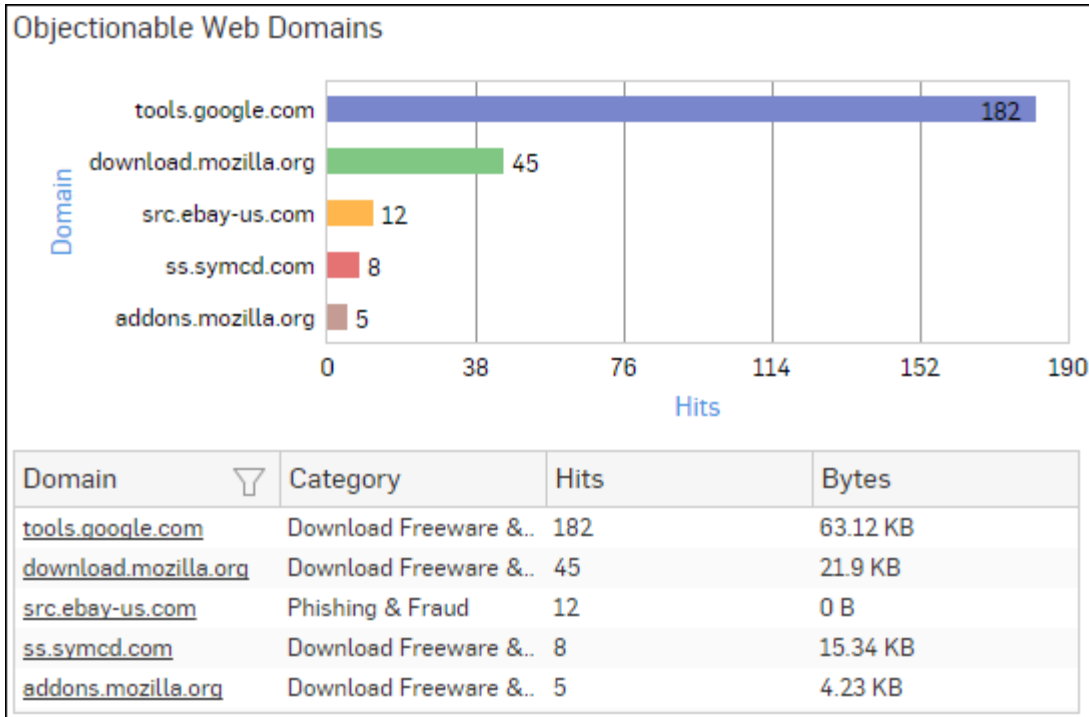 Objectionable Web Domains
Domain
tools.google.com 182
download.mozilla.org 45
src.ebay-us.com 12
ss.symcd.com 8
addons.mozilla.org 5
0 38 76 114 152 190
Hits
Domain Category Hits Bytes
tools.google.com Download Freeware &.. 182 63.12 KB
download.mozilla.org Download Freeware &.. 45 21.9 KB
src.ebay-us.com Phishing & Fraud 12 0 B
ss.symcd.com Download Freeware &.. 8 15.34 KB
addons.mozilla.org Download Freeware &.. 5 4.23 KB